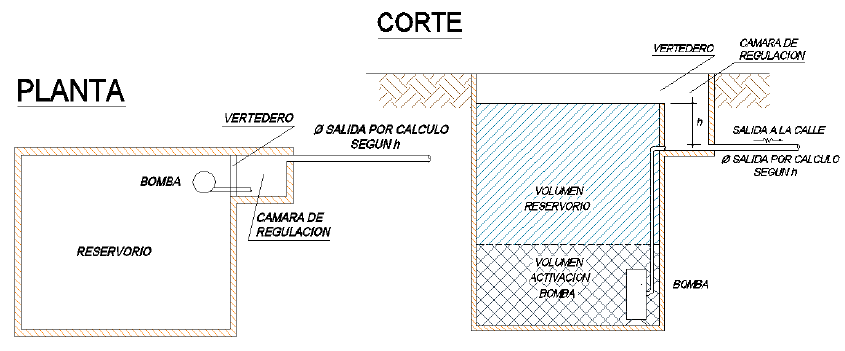 CORTE
VERTEDERO
CAMARA DE
REGULACION
PLANTA
VERTEDERO
Ø SALIDA POR CALCULO
SEGUN h
h
SALIDA A LA CALLE
Ø SALIDA POR CALCULO
SEGUN h
BOMBA
CAMARA DE
REGULACION
VOLUMEN
RESERVORIO
RESERVORIO
VOLUMEN
ACTIVACION
BOMBA
BOMBA